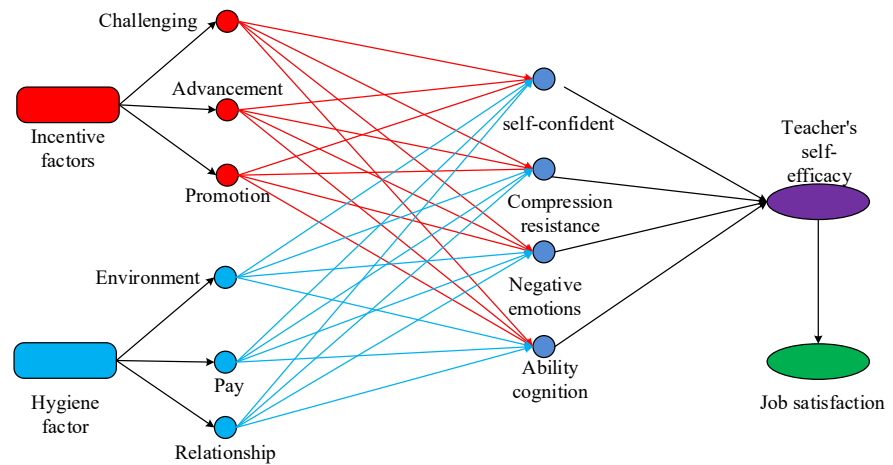 Challenging
Advancement
Incentive
factors
Promotion
Environment
Pay
Hygiene
factor
Relationship
self-confident
Compression
resistance
Negative
emotions
Ability
cognition
Teacher's
self-
efficacy
Job satisfaction